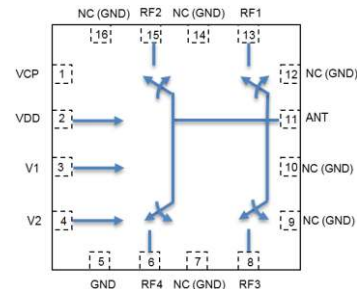 NC (GND) RF2 NC (GND) RF1
16 15 14 13
VCP 1 12 NC (GND)
VDD 2 11 ANT
V1 3 10 NC (GND)
V2 4 9 NC (GND)
5 6 7 8
GND RF4 NC (GND) RF3